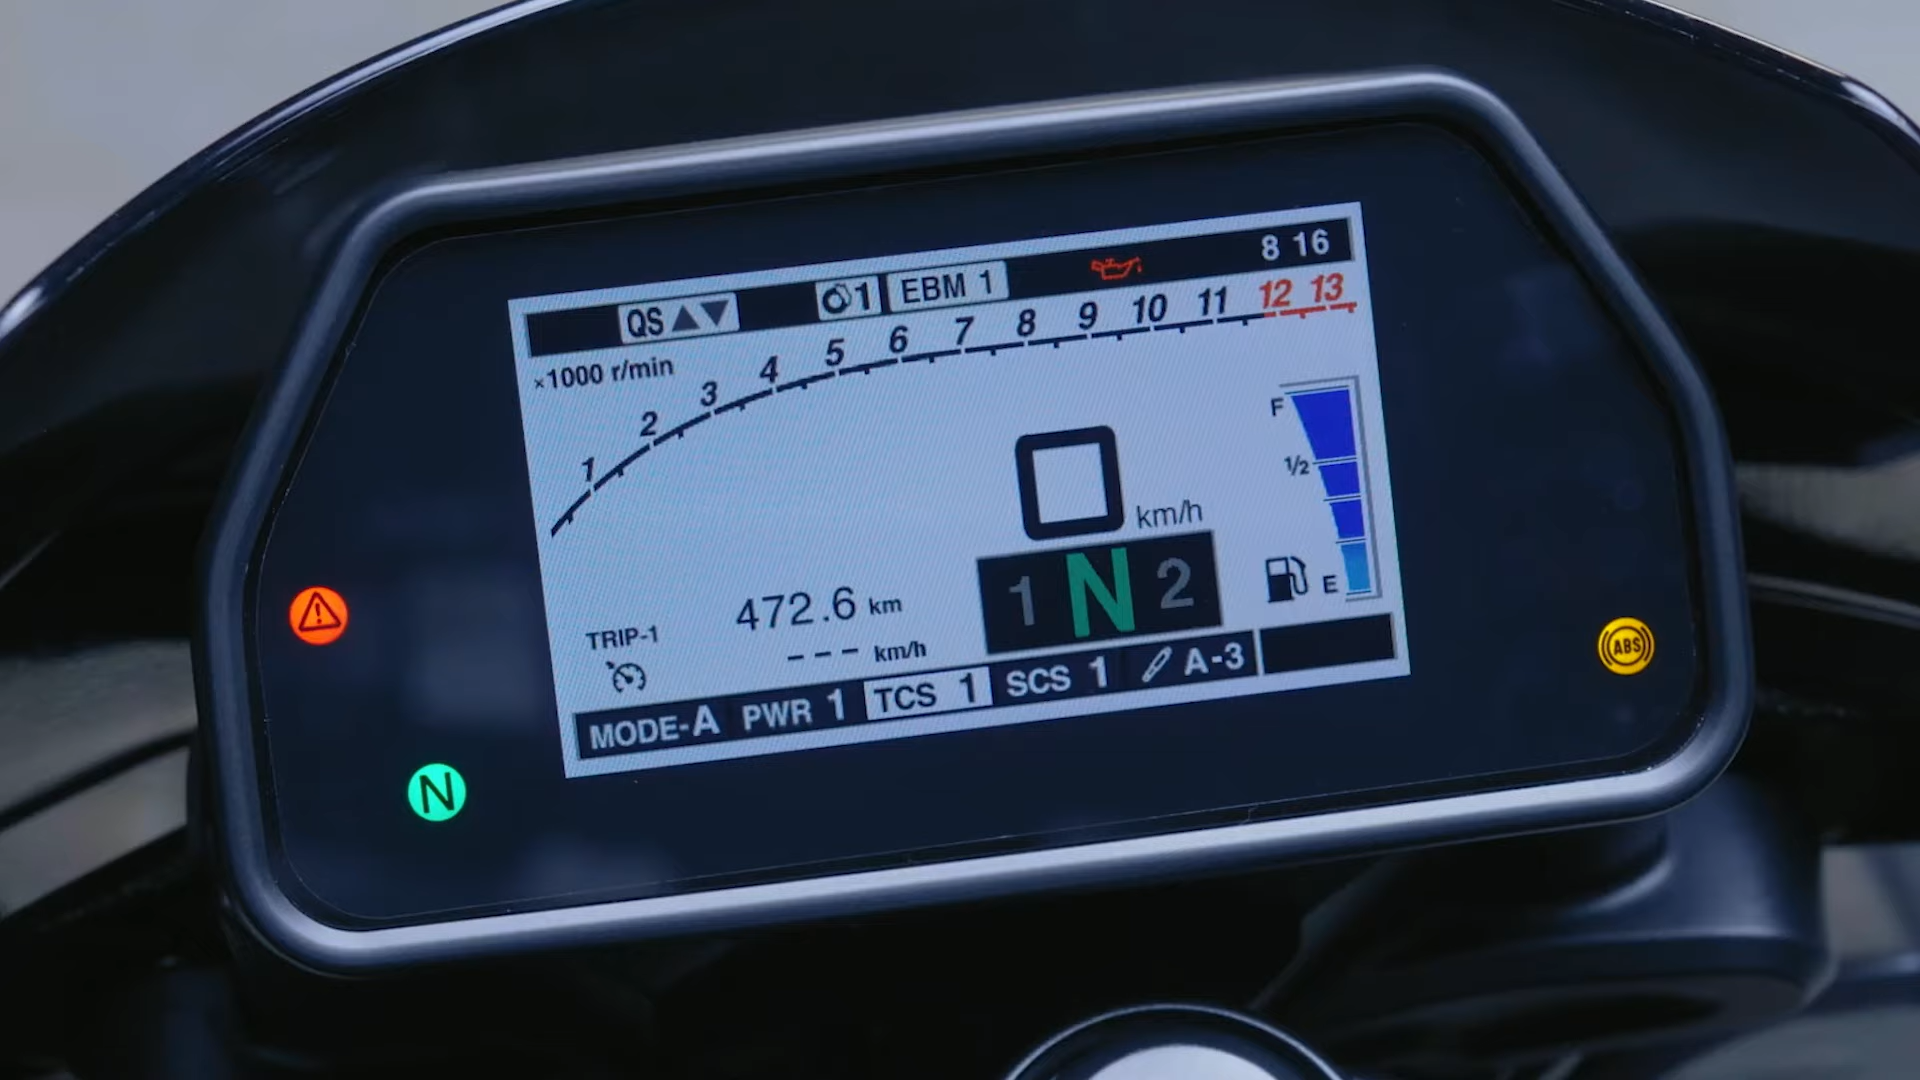 QS 1 EBM 1 8 16
×1000 r/min
1 2 3 4 5 6 7 8 9 10 11 12 13
F
1/2
E
0 km/h
1 N 2
TRIP-1 472.6 km
--- km/h
MODE-A PWR 1 TCS 1 SCS 1 A-3
N
ABS